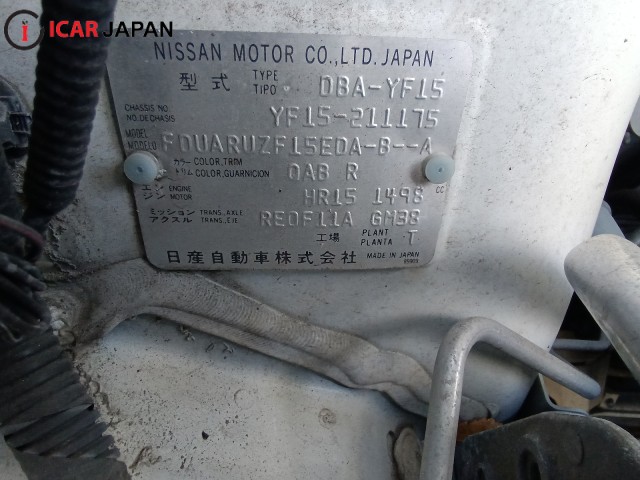 ICAR JAPAN
NISSAN MOTOR CO.,LTD. JAPAN
型式 TYPE TIPO DBA-YF15
CHASSIS NO. NO.DE CHASIS YF15-211175
MODEL MODELO FDUARUZF15EDA-B--A
カラー COLOR,TRIM
トリム COLOR,GUARNICION QAB R
エンジン ENGINE MOTOR HR15 1498 CC
ミッション TRANS.,AXLE
アクスル TRANS.,EJE RE0F11A GM38
工場 PLANT PLANTA T
日産自動車株式会社 MADE IN JAPAN